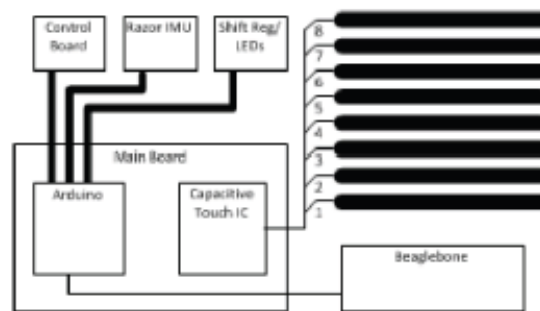 Control
Board
Razor IMU
Shift Reg/
LEDs
8
7
6
5
4
3
2
1
Main Board
Arduino
Capacitive
Touch IC
Beaglebone